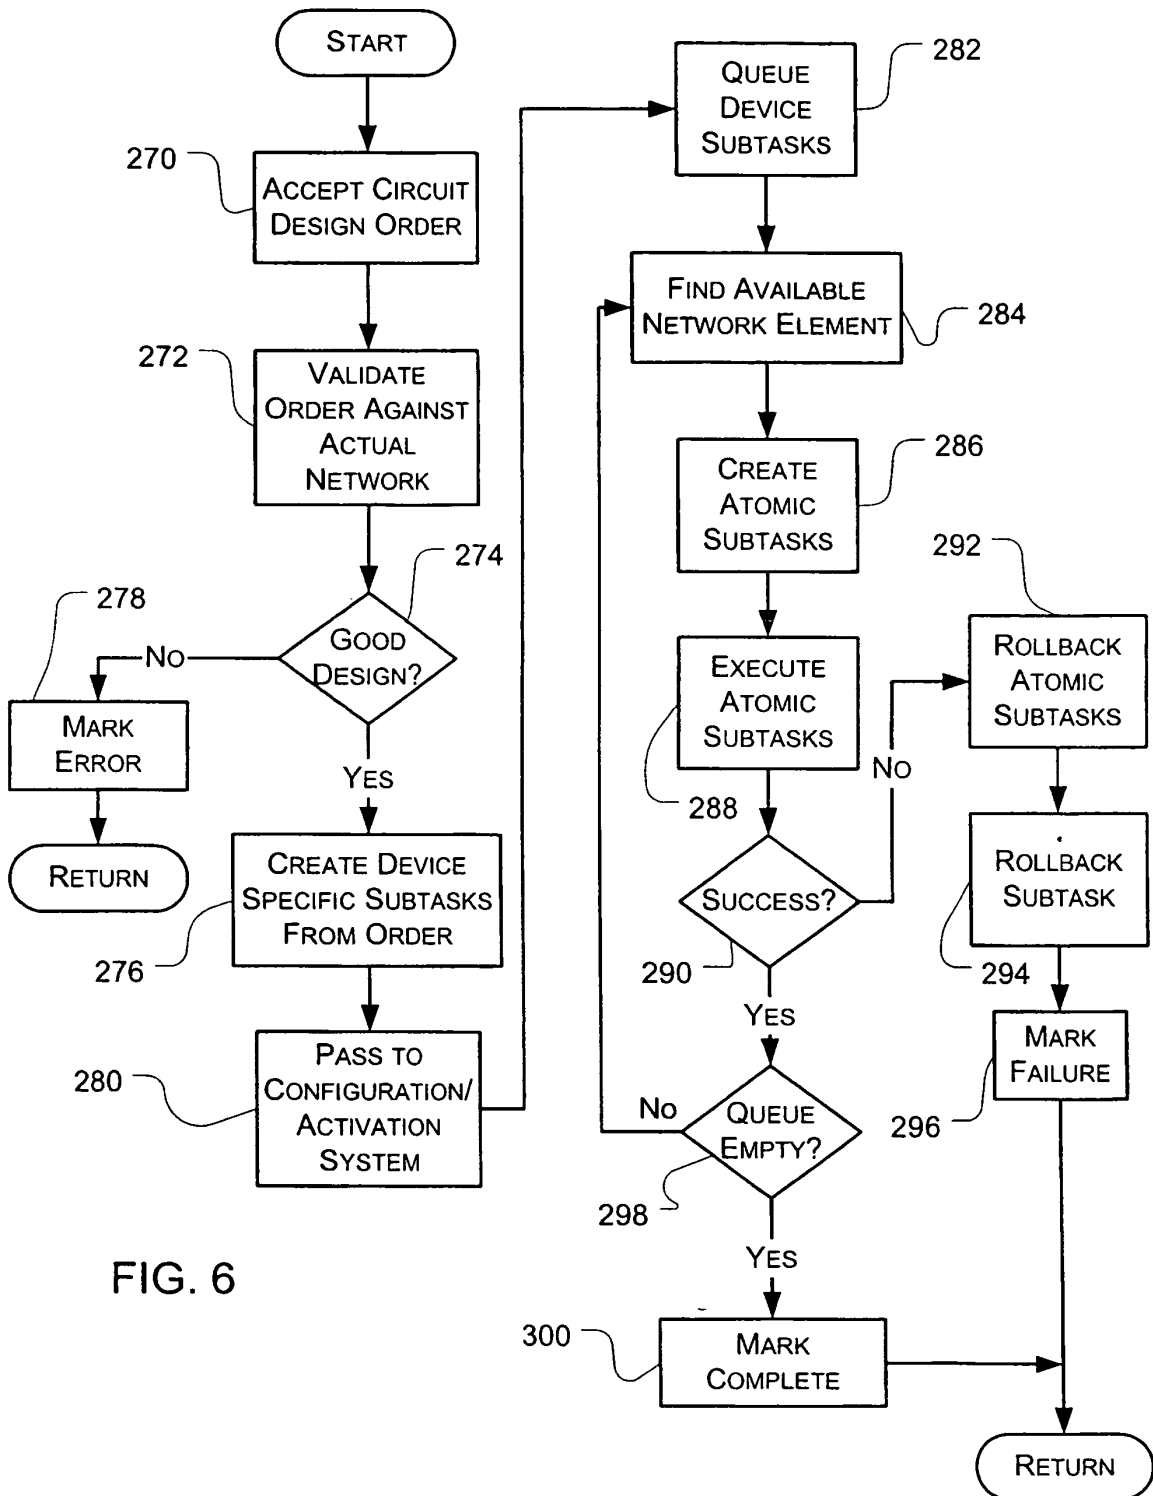 START
270
ACCEPT CIRCUIT
DESIGN ORDER
272
VALIDATE
ORDER AGAINST
ACTUAL
NETWORK
274
GOOD
DESIGN?
NO
278
MARK
ERROR
RETURN
YES
CREATE DEVICE
SPECIFIC SUBTASKS
FROM ORDER
276
280
PASS TO
CONFIGURATION/
ACTIVATION
SYSTEM
282
QUEUE
DEVICE
SUBTASKS
FIND AVAILABLE
NETWORK ELEMENT
284
286
CREATE
ATOMIC
SUBTASKS
EXECUTE
ATOMIC
SUBTASKS
288
SUCCESS?
290
NO
292
ROLLBACK
ATOMIC
SUBTASKS
ROLLBACK
SUBTASK
294
MARK
FAILURE
296
YES
QUEUE
EMPTY?
NO
298
YES
300
MARK
COMPLETE
RETURN
FIG. 6